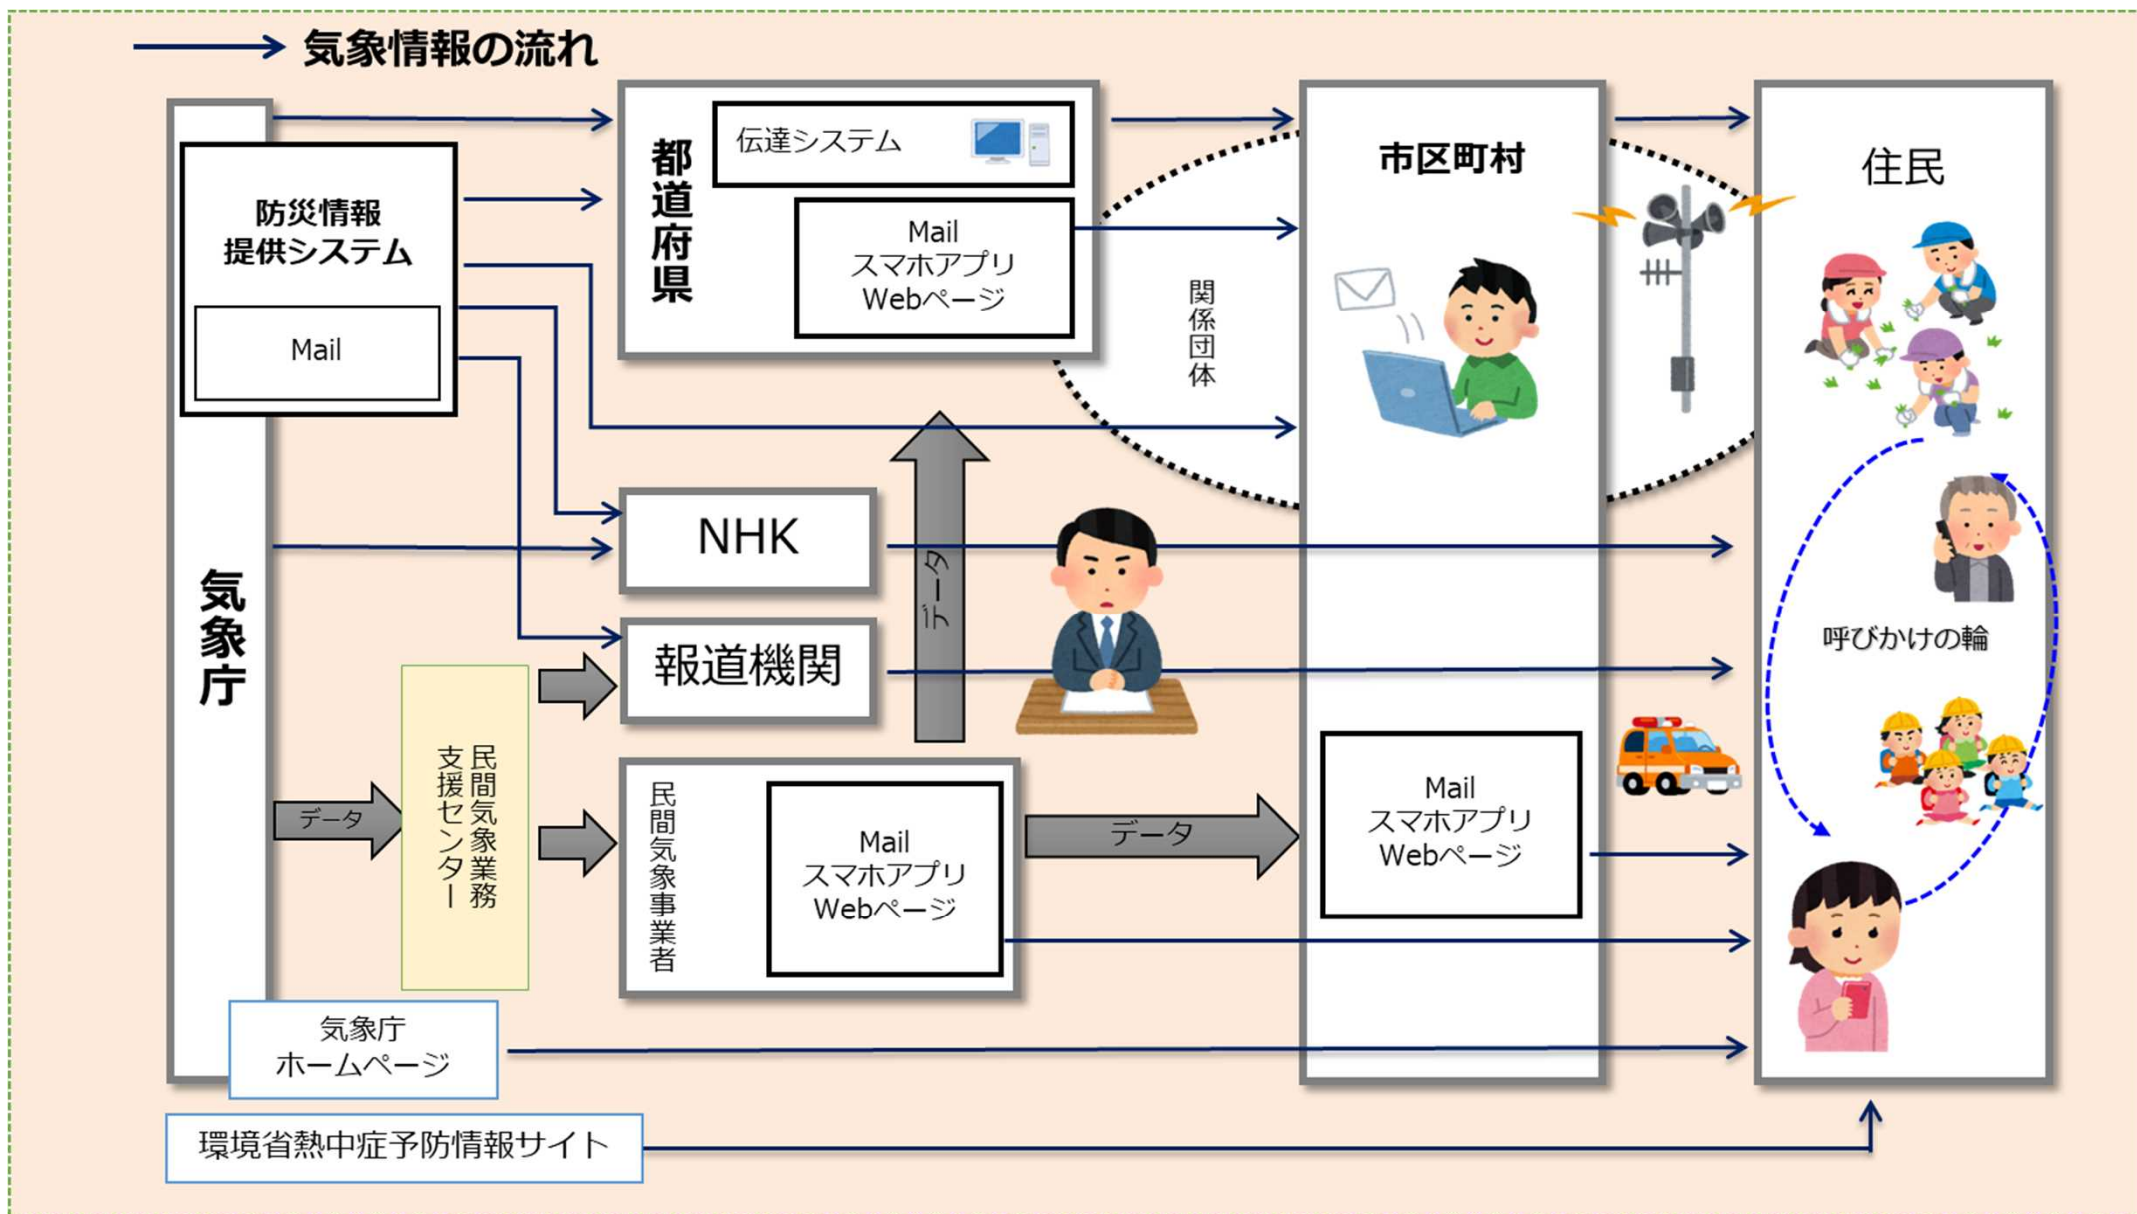 気象情報の流れ
気象庁
防災情報
提供システム
Mail
都道府県
伝達システム
Mail
スマホアプリ
Webページ
関係団体
市区町村
住民
NHK
報道機関
データ
民間気象業務
支援センター
データ
民間気象事業者
Mail
スマホアプリ
Webページ
データ
Mail
スマホアプリ
Webページ
呼びかけの輪
気象庁
ホームページ
環境省熱中症予防情報サイト